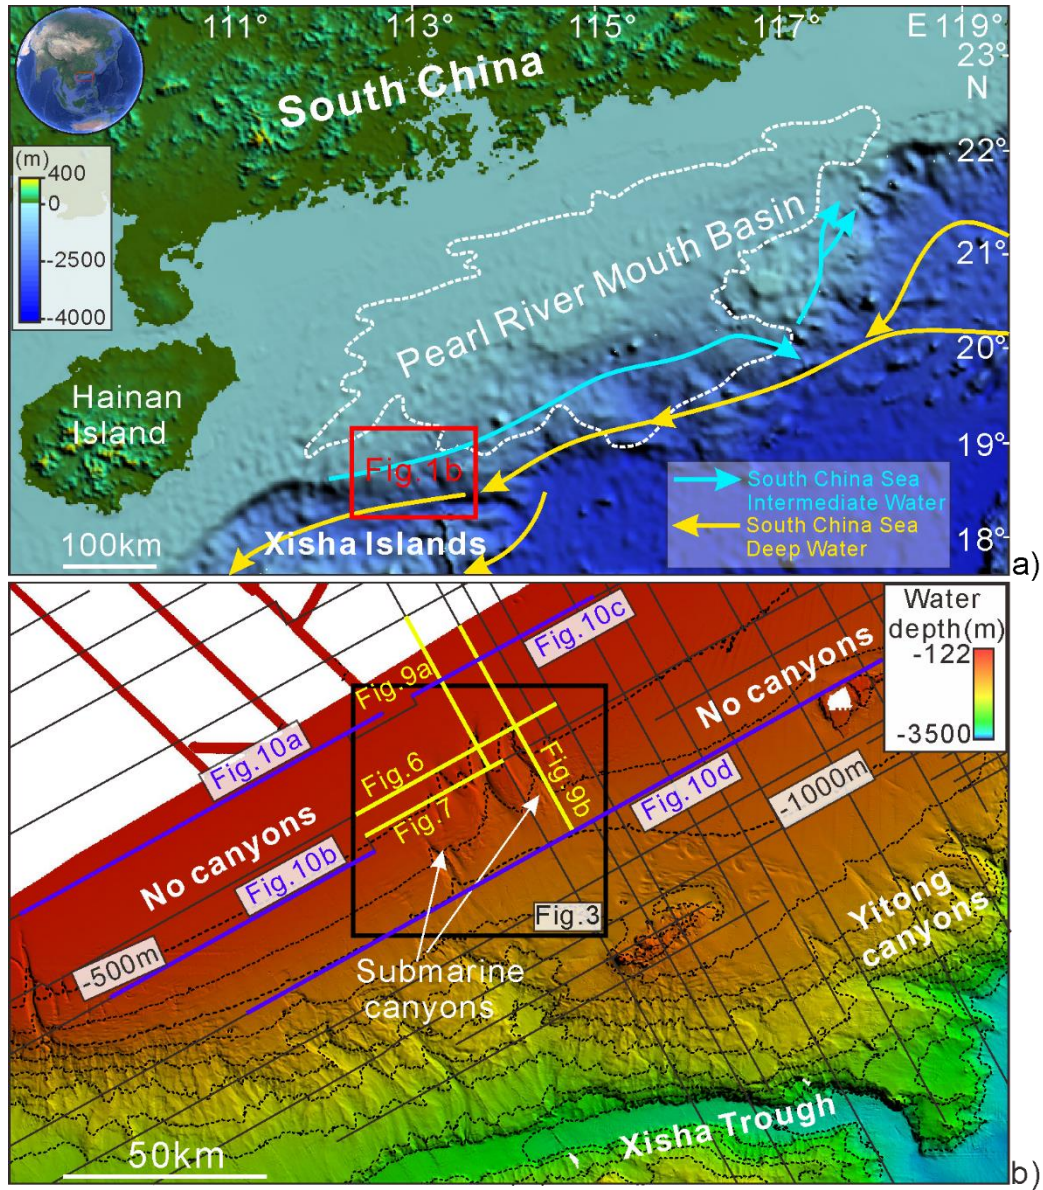 111°
113°
115°
117°
E 119°
23°
N
South China
(m)
400
0
-2500
-4000
22°
21°
Pearl River Mouth Basin
20°
Hainan
Island
19°
Fig.1b
South China Sea
Intermediate Water
South China Sea
Deep Water
18°
100km
Xisha Islands
a)
Water
depth(m)
-122
-3500
Fig.10c
Fig.9a
No canyons
Fig.10a
Fig.6
Fig.9b
Fig.10d
Fig.7
-1000m
No canyons
Fig.10b
Fig.3
Yitong
canyons
-500m
Submarine
canyons
Xisha Trough
50km
b)